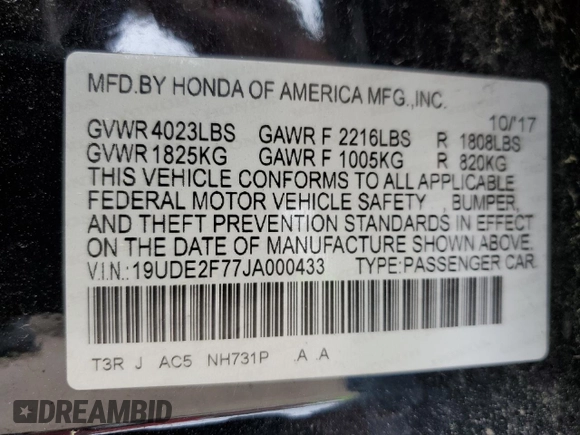 MFD.BY HONDA OF AMERICA MFG.,INC.
10/'17
GVWR 4023LBS GAWR F 2216LBS R 1808LBS
GVWR 1825KG GAWR F 1005KG R 820KG
THIS VEHICLE CONFORMS TO ALL APPLICABLE
FEDERAL MOTOR VEHICLE SAFETY , BUMPER,
AND THEFT PREVENTION STANDARDS IN EFFECT
ON THE DATE OF MANUFACTURE SHOWN ABOVE.
V.I.N.:19UDE2F77JA000433 TYPE:PASSENGER CAR
T3R J AC5 NH731P .A .A
DREAMBID